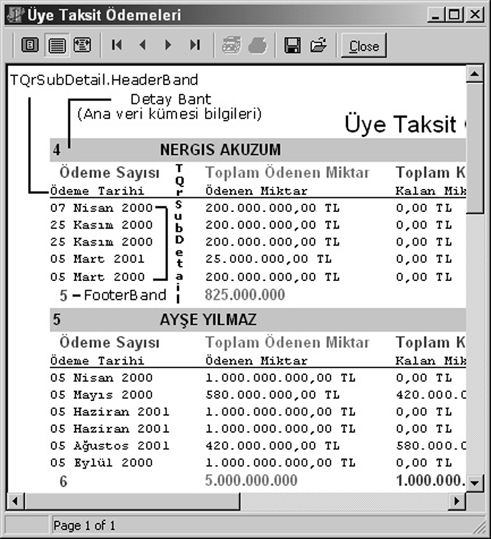 Üye Taksit Ödemeleri
Close
TQrSubDetail.HeaderBand
Detay Bant
(Ana veri kümesi bilgileri)
Üye Taksit
4 NERGIS AKUZUM
Ödeme Sayısı Toplam Ödenen Miktar Toplam K
Ödeme Tarihi Ödenen Miktar Kalan Mik
TQrSubDetail
07 Nisan 2000 200.000.000,00 TL 0,00 TL
25 Kasım 2000 200.000.000,00 TL 0,00 TL
25 Kasım 2000 200.000.000,00 TL 0,00 TL
05 Mart 2001 25.000.000,00 TL 0,00 TL
05 Mart 2000 200.000.000,00 TL 0,00 TL
5 – FooterBand 825.000.000
5 AYŞE YILMAZ
Ödeme Sayısı Toplam Ödenen Miktar Toplam K
Ödeme Tarihi Ödenen Miktar Kalan Mik
05 Nisan 2000 1.000.000.000,00 TL 0,00 TL
05 Mayıs 2000 580.000.000,00 TL 420.000.0
05 Haziran 2001 1.000.000.000,00 TL 0,00 TL
05 Haziran 2001 1.000.000.000,00 TL 0,00 TL
05 Ağustos 2001 420.000.000,00 TL 580.000.0
05 Eylül 2000 1.000.000.000,00 TL 0,00 TL
6 5.000.000.000 1.000.000.
Page 1 of 1